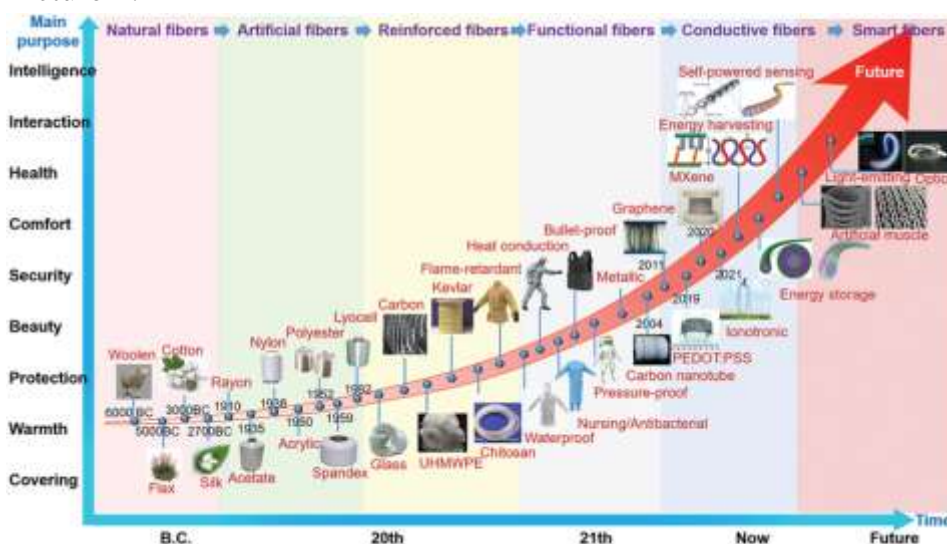 Main purpose
Natural fibers
Artificial fibers
Reinforced fibers
Functional fibers
Conductive fibers
Smart fibers
Intelligence
Interaction
Health
Comfort
Security
Beauty
Protection
Warmth
Covering
Future
Self-powered sensing
Energy harvesting
MXene
Light-emitting
Graphene
2020
Artificial muscle
Bullet-proof
Heat conduction
2011
Flame-retardant
Metallic
2021
Energy storage
Kevlar
2019
Carbon
Lyocell
2004
Ionotronic
Polyester
PEDOT:PSS
Nylon
Carbon nanotube
Woolen
Cotton
Pressure-proof
Rayon
6000 BC
3000BC
1910
1938
1952
1992
5000BC
2700BC
1935
1950
1959
Nursing/Antibacterial
Waterproof
Acrylic
Chitosan
Glass
UHMWPE
Spandex
Flax
Silk
Acetate
Time
B.C.
20th
21th
Now
Future